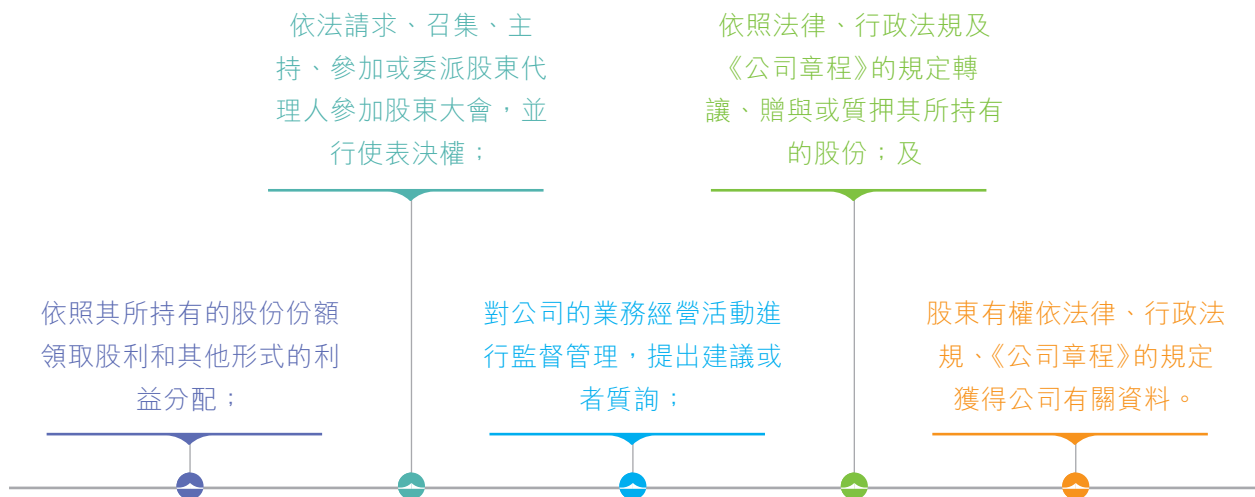 依照其所持有的股份份額
領取股利和其他形式的利
益分配；
依法請求、召集、主
持、參加或委派股東代
理人參加股東大會，並
行使表決權；
對公司的業務經營活動進
行監督管理，提出建議或
者質詢；
依照法律、行政法規及
《公司章程》的規定轉
讓、贈與或質押其所持有
的股份；及
股東有權依法律、行政法
規、《公司章程》的規定
獲得公司有關資料。